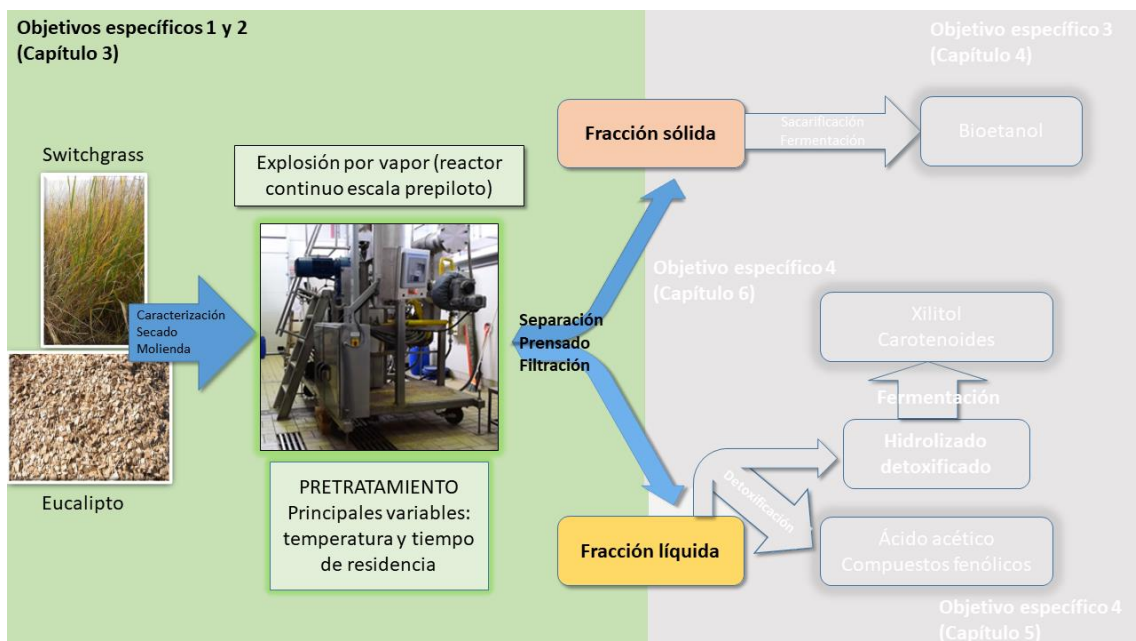 Objetivos específicos 1 y 2
(Capítulo 3)
Switchgrass
Eucalipto
Caracterización
Secado
Molienda
Explosión por vapor (reactor
continuo escala prepiloto)
PRETRATAMIENTO
Principales variables:
temperatura y tiempo
de residencia
Separación
Prensado
Filtración
Fracción sólida
Fracción líquida
Objetivo específico 3
(Capítulo 4)
Sacarificación
Fermentación
Bioetanol
Objetivo específico 4
(Capítulo 6)
Xilitol
Carotenoides
Fermentación
Hidrolizado
detoxificado
Detoxificación
Ácido acético
Compuestos fenólicos
Objetivo específico 4
(Capítulo 5)